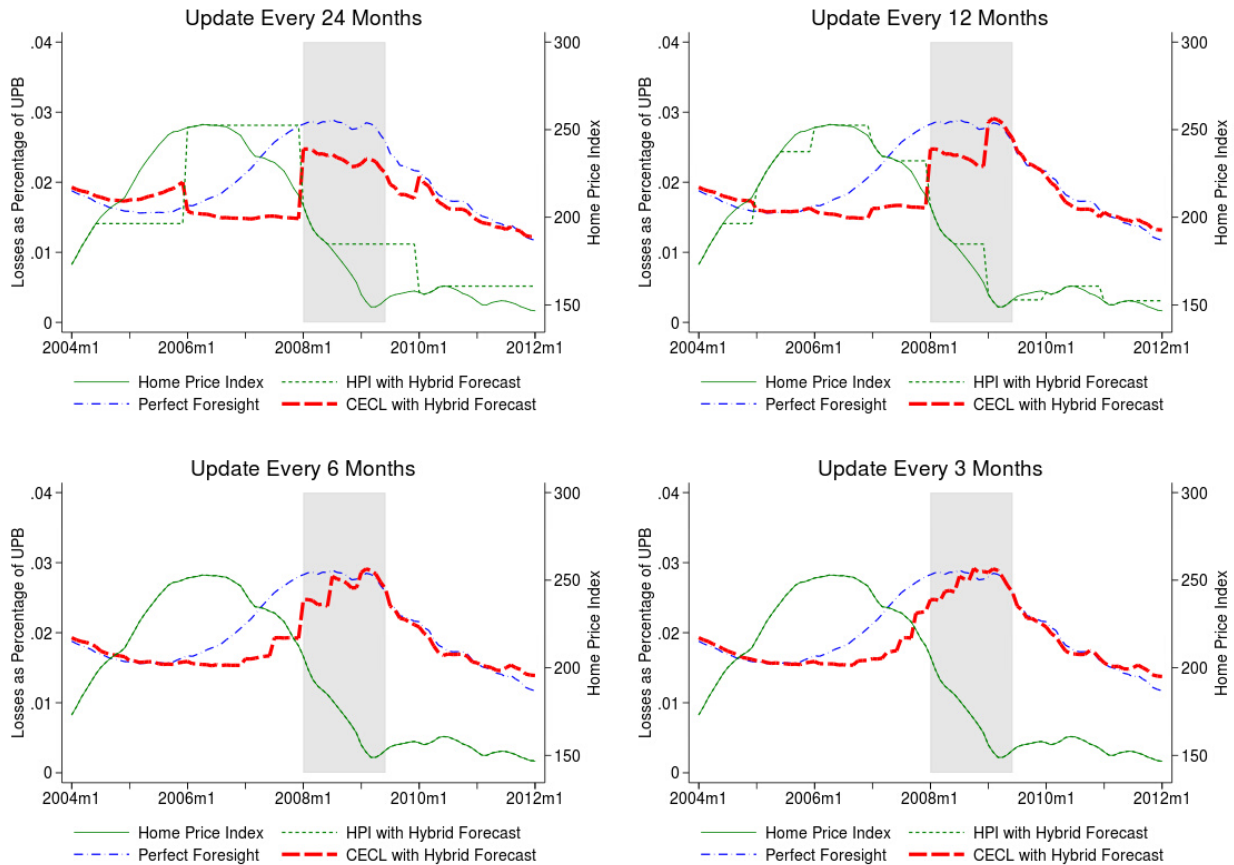 Update Every 24 Months
Losses as Percentage of UPB
.04
.03
.02
.01
0
300
250
200
150
Home Price Index
2004m1 2006m1 2008m1 2010m1 2012m1
Home Price Index HPI with Hybrid Forecast
Perfect Foresight CECL with Hybrid Forecast
Update Every 12 Months
Losses as Percentage of UPB
.04
.03
.02
.01
0
300
250
200
150
Home Price Index
2004m1 2006m1 2008m1 2010m1 2012m1
Home Price Index HPI with Hybrid Forecast
Perfect Foresight CECL with Hybrid Forecast
Update Every 6 Months
Losses as Percentage of UPB
.04
.03
.02
.01
0
300
250
200
150
Home Price Index
2004m1 2006m1 2008m1 2010m1 2012m1
Home Price Index HPI with Hybrid Forecast
Perfect Foresight CECL with Hybrid Forecast
Update Every 3 Months
Losses as Percentage of UPB
.04
.03
.02
.01
0
300
250
200
150
Home Price Index
2004m1 2006m1 2008m1 2010m1 2012m1
Home Price Index HPI with Hybrid Forecast
Perfect Foresight CECL with Hybrid Forecast